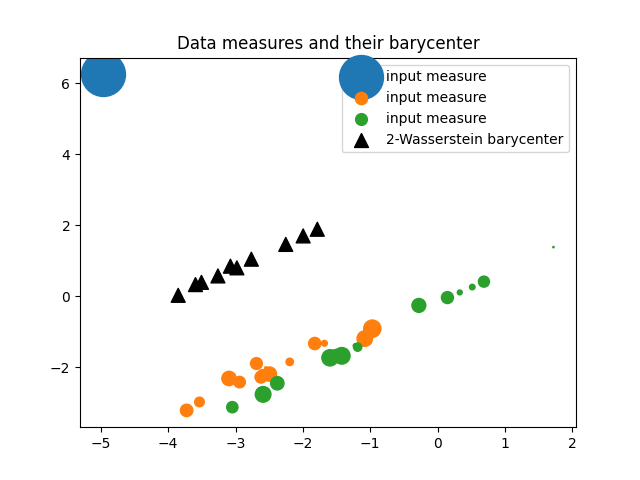 Data measures and their barycenter
input measure
input measure
input measure
2-Wasserstein barycenter
6
4
2
0
−2
−5 −4 −3 −2 −1 0 1 2